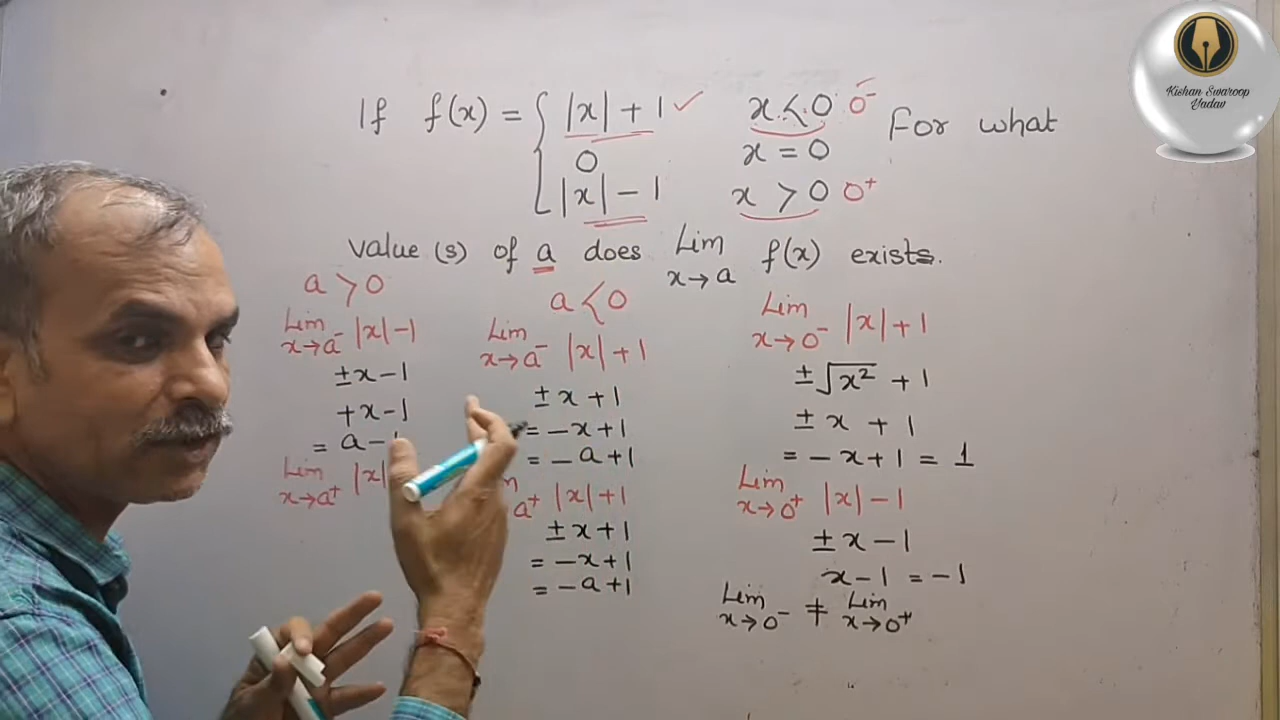 If f(x) = { |x| + 1 ✓ x < 0 0⁻ For what
0 x = 0
|x| - 1 x > 0 0⁺
value(s) of a does Lim x→a f(x) exists.
a > 0
Lim x→a⁻ |x| - 1
± x - 1
+ x - 1
= a -
Lim x→a⁺ |x|
a < 0
Lim x→a⁻ |x| + 1
± x + 1
= - x + 1
= - a + 1
a⁺ |x| + 1
± x + 1
= - x + 1
= - a + 1
Lim x→0⁻ |x| + 1
± √x² + 1
± x + 1
= - x + 1 = 1
Lim x→0⁺ |x| - 1
± x - 1
x - 1 = - 1
Lim x→0⁻ ≠ Lim x→0⁺
Kishan Swaroop
Yadav